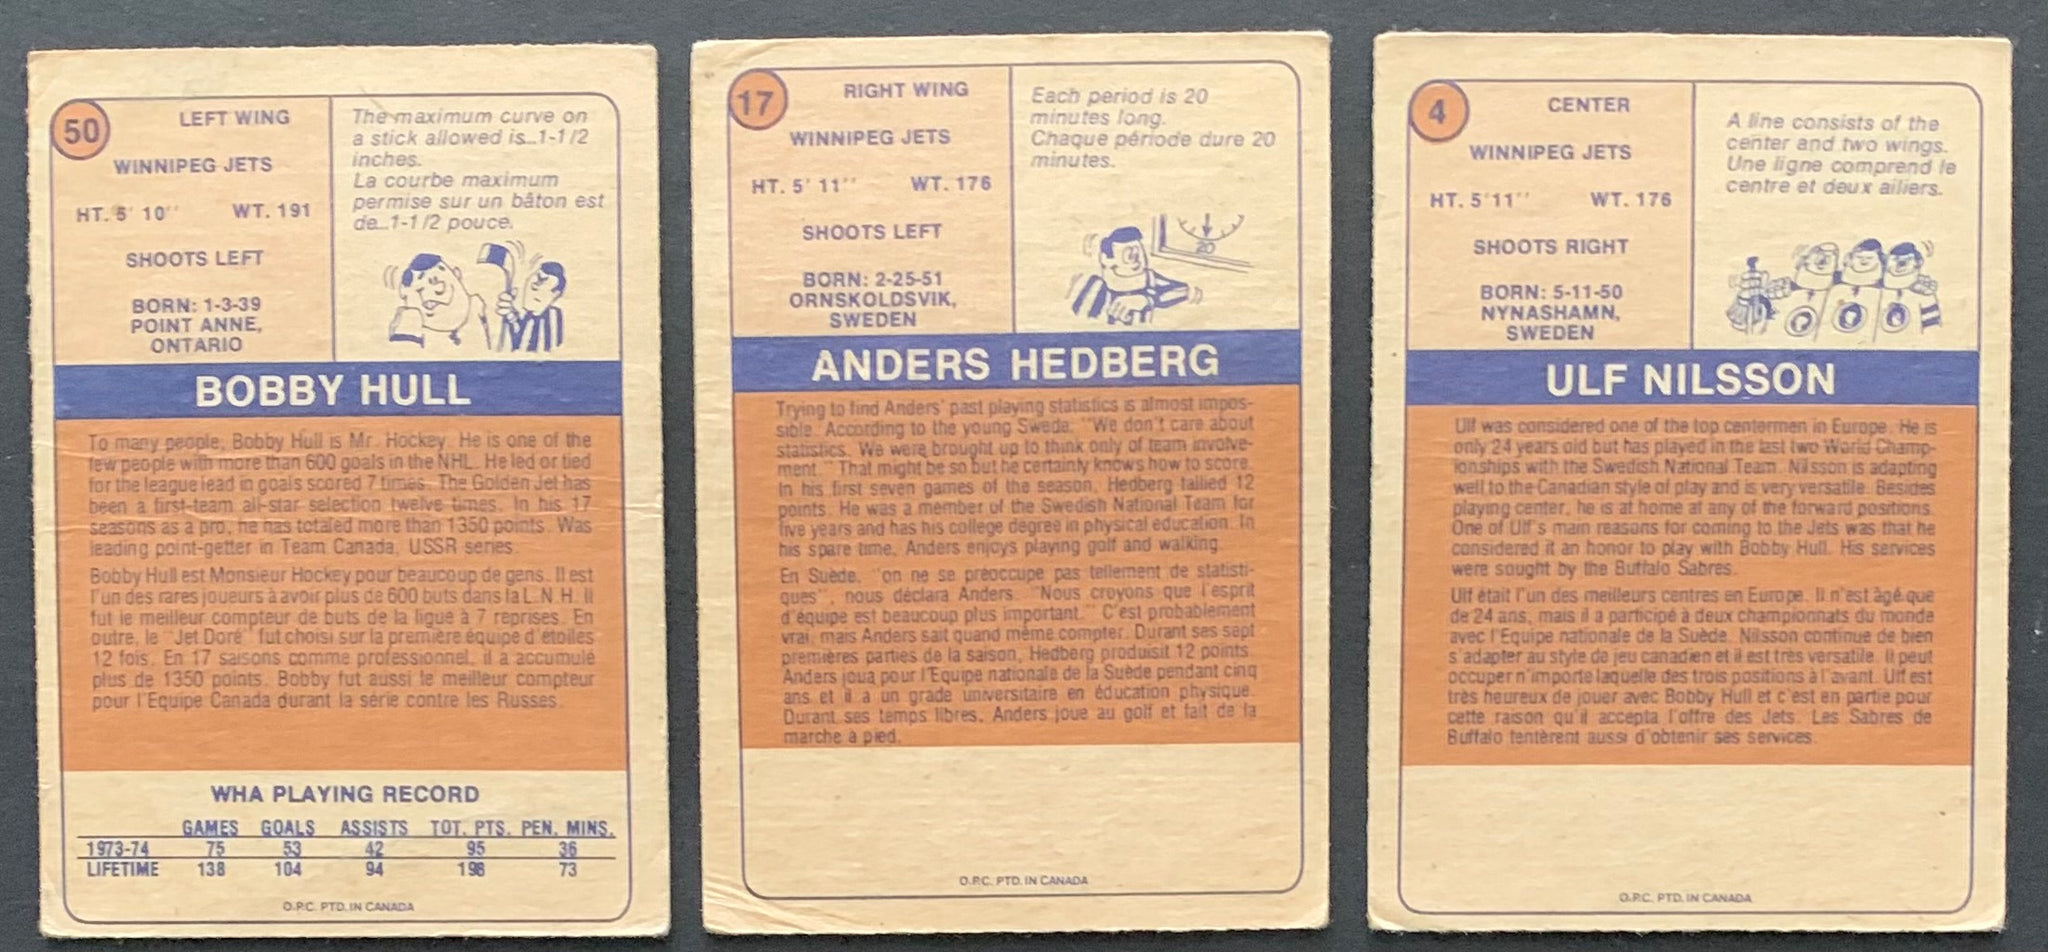 50
LEFT WING
WINNIPEG JETS
HT. 5' 10'' WT. 191
SHOOTS LEFT
BORN: 1-3-39
POINT ANNE,
ONTARIO
The maximum curve on
a stick allowed is...1-1/2
inches.
La courbe maximum
permise sur un bâton est
de...1-1/2 pouce.
BOBBY HULL
To many people, Bobby Hull is Mr. Hockey. He is one of the
few people with more than 600 goals in the NHL. He led or tied
for the league lead in goals scored 7 times. The Golden Jet has
been a first-team all-star selection twelve times. In his 17
seasons as a pro, he has totaled more than 1350 points. Was
leading point-getter in Team Canada, USSR series.
Bobby Hull est Monsieur Hockey pour beaucoup de gens. Il est
l'un des rares joueurs à avoir plus de 600 buts dans la L.N.H. Il
fut le meilleur compteur de buts de la ligue à 7 reprises. En
outre, le "Jet Doré" fut choisi sur la première équipe d'étoiles
12 fois. En 17 saisons comme professionnel, il a accumulé
plus de 1350 points. Bobby fut aussi le meilleur compteur
pour l'Equipe Canada durant la série contre les Russes.
WHA PLAYING RECORD
GAMES GOALS ASSISTS TOT. PTS. PEN. MINS.
1973-74 75 53 42 95 36
LIFETIME 138 104 94 198 73
O.P.C. PTD. IN CANADA
17
RIGHT WING
WINNIPEG JETS
HT. 5' 11'' WT. 176
SHOOTS LEFT
BORN: 2-25-51
ORNSKOLDSVIK,
SWEDEN
Each period is 20
minutes long.
Chaque période dure 20
minutes.
20
ANDERS HEDBERG
Trying to find Anders' past playing statistics is almost impos-
sible. According to the young Swede. "We don't care about
statistics. We were brought up to think only of team involve-
ment." That might be so but he certainly knows how to score.
In his first seven games of the season, Hedberg tallied 12
points. He was a member of the Swedish National Team for
five years and has his college degree in physical education. In
his spare time, Anders enjoys playing golf and walking.
En Suède, "on ne se préoccupe pas tellement de statisti-
ques", nous déclara Anders. "Nous croyons que l'esprit
d'équipe est beaucoup plus important." C'est probablement
vrai, mais Anders sait quand même compter. Durant ses sept
premières parties de la saison, Hedberg produisit 12 points.
Anders joua pour l'Equipe nationale de la Suède pendant cinq
ans et il a un grade universitaire en éducation physique.
Durant ses temps libres, Anders joue au golf et fait de la
marche à pied.
O.P.C. PTD. IN CANADA
4
CENTER
WINNIPEG JETS
HT. 5'11'' WT. 176
SHOOTS RIGHT
BORN: 5-11-50
NYNASHAMN,
SWEDEN
A line consists of the
center and two wings.
Une ligne comprend le
centre et deux ailiers.
ULF NILSSON
Ulf was considered one of the top centermen in Europe. He is
only 24 years old but has played in the last two World Champ-
ionships with the Swedish National Team. Nilsson is adapting
well to the Canadian style of play and is very versatile. Besides
playing center, he is at home at any of the forward positions.
One of Ulf's main reasons for coming to the Jets was that he
considered it an honor to play with Bobby Hull. His services
were sought by the Buffalo Sabres.
Ulf était l'un des meilleurs centres en Europe. Il n'est âgé que
de 24 ans, mais il a participé à deux championnats du monde
avec l'Equipe nationale de la Suède. Nilsson continue de bien
s'adapter au style de jeu canadien et il est très versatile. Il peut
occuper n'importe laquelle des trois positions à l'avant. Ulf est
très heureux de jouer avec Bobby Hull et c'est en partie pour
cette raison qu'il accepta l'offre des Jets. Les Sabres de
Buffalo tentèrent aussi d'obtenir ses services.
O.P.C. PTD. IN CANADA